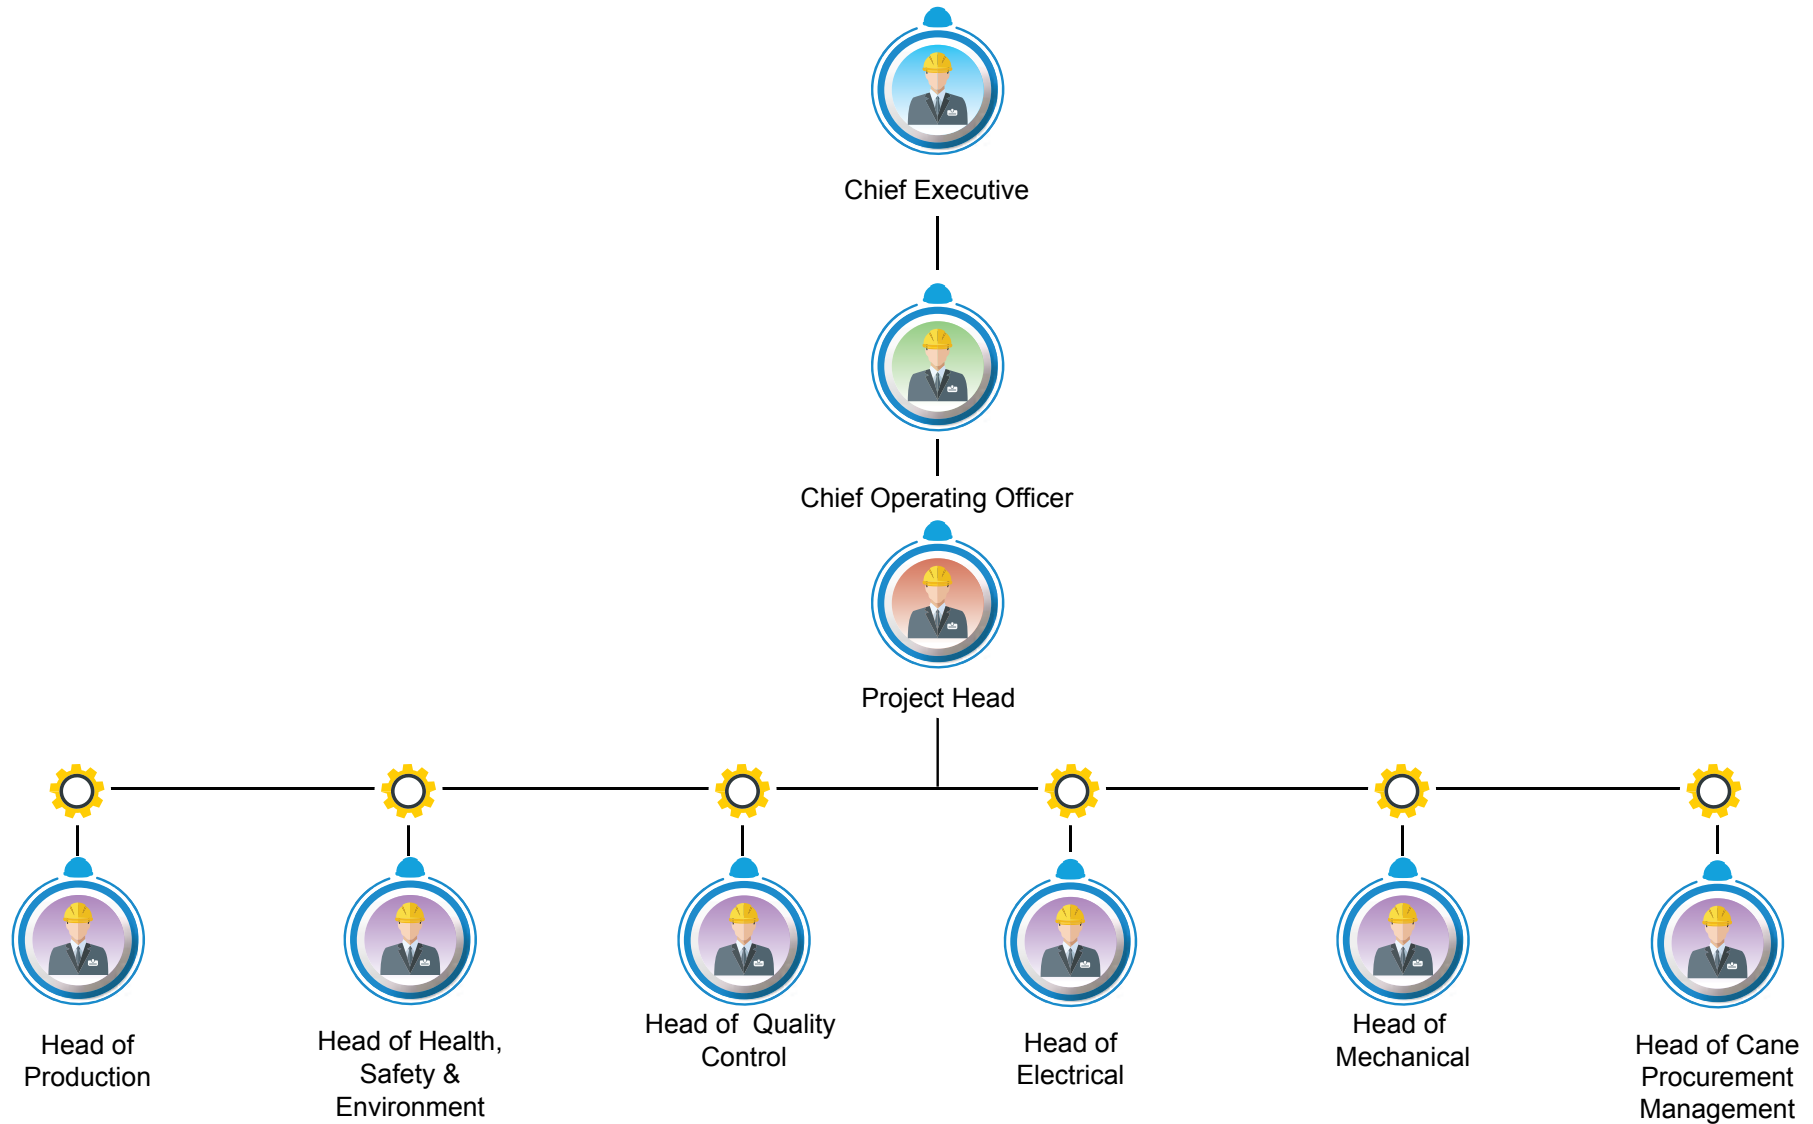 Chief Executive
Chief Operating Officer
Project Head
Head of
Production
Head of Health,
Safety &
Environment
Head of  Quality
Control
Head of
Electrical
Head of
Mechanical
Head of Cane
Procurement
Management